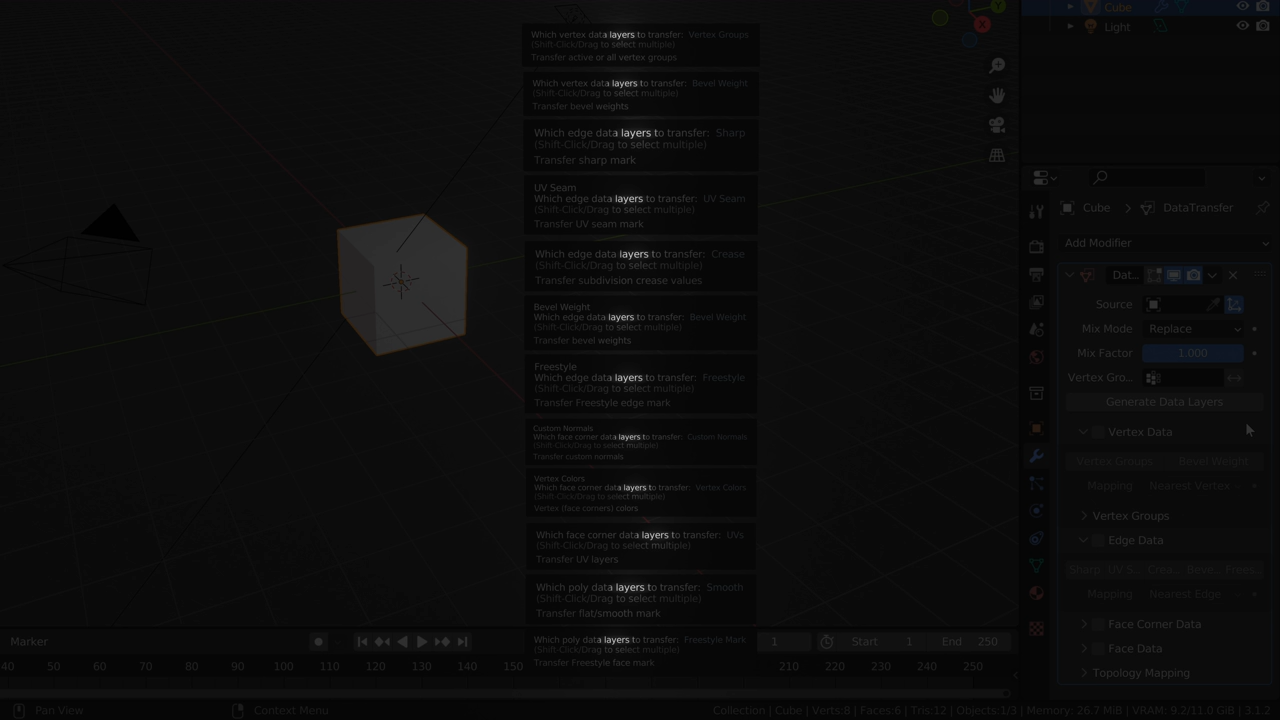 Cube
Light
X
Y
Which vertex data layers to transfer: Vertex Groups
(Shift-Click/Drag to select multiple)
Transfer active or all vertex groups
Which vertex data layers to transfer: Bevel Weight
(Shift-Click/Drag to select multiple)
Transfer bevel weights
Which edge data layers to transfer: Sharp
(Shift-Click/Drag to select multiple)
Transfer sharp mark
UV Seam
Which edge data layers to transfer: UV Seam
(Shift-Click/Drag to select multiple)
Transfer UV seam mark
Which edge data layers to transfer: Crease
(Shift-Click/Drag to select multiple)
Transfer subdivision crease values
Bevel Weight
Which edge data layers to transfer: Bevel Weight
(Shift-Click/Drag to select multiple)
Transfer bevel weights
Freestyle
Which edge data layers to transfer: Freestyle
(Shift-Click/Drag to select multiple)
Transfer Freestyle edge mark
Custom Normals
Which face corner data layers to transfer: Custom Normals
(Shift-Click/Drag to select multiple)
Transfer custom normals
Vertex Colors
Which face corner data layers to transfer: Vertex Colors
(Shift-Click/Drag to select multiple)
Vertex (face corners) colors
Which face corner data layers to transfer: UVs
(Shift-Click/Drag to select multiple)
Transfer UV layers
Which poly data layers to transfer: Smooth
(Shift-Click/Drag to select multiple)
Transfer flat/smooth mark
Which poly data layers to transfer: Freestyle Mark
Transfer Freestyle face mark
Cube > DataTransfer
Add Modifier
Dat...
Source
Mix Mode Replace
Mix Factor 1.000
Vertex Gro...
Generate Data Layers
Vertex Data
Vertex Groups Bevel Weight
Mapping Nearest Vertex
Vertex Groups
Edge Data
Sharp UV S... Crea... Beve... Frees...
Mapping Nearest Edge
Face Corner Data
Face Data
Topology Mapping
Marker 1 Start 1 End 250
40 50 60 70 80 90 100 110 120 130 140 150 210 220 230 240 250
Pan View Context Menu Collection | Cube | Verts:8 | Faces:6 | Tris:12 | Objects:1/3 | Memory: 26.7 MiB | VRAM: 9.2/11.0 GiB | 3.1.2